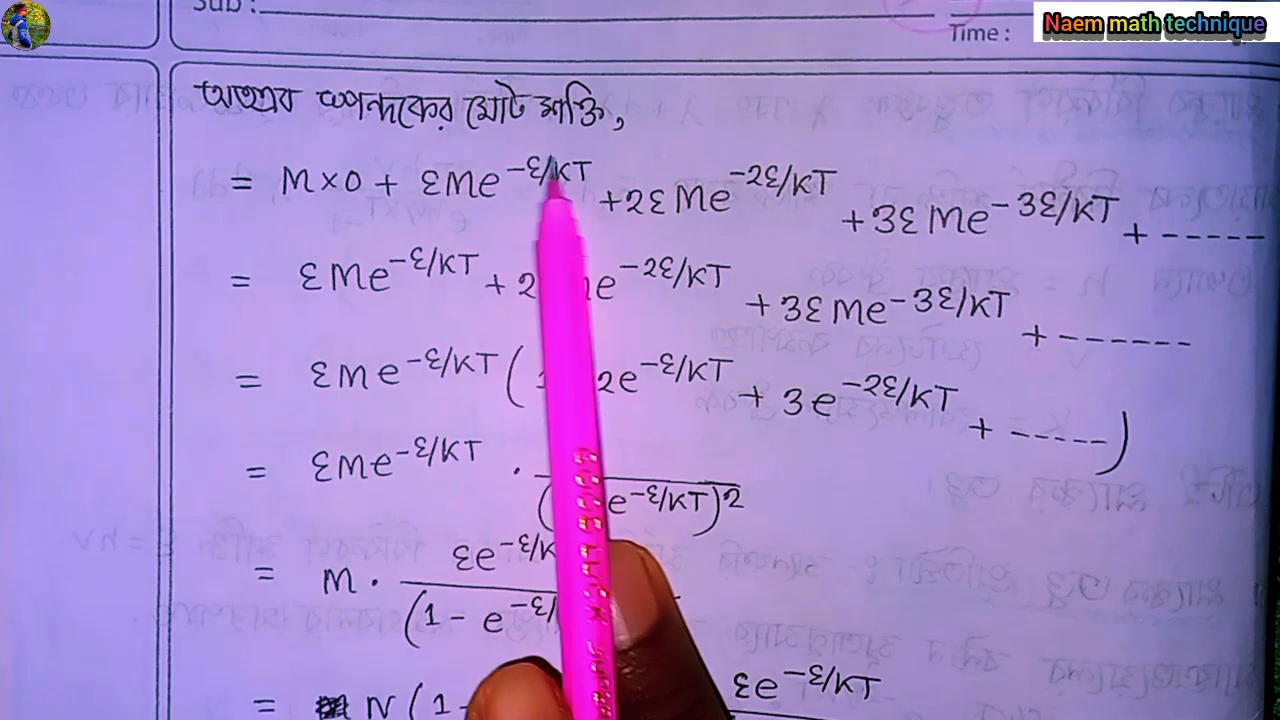 Sub :
Time :
Naem math technique
অতএব স্পন্দকের মোট শক্তি,
= M×0 + εMe^{-ε/KT} + 2εMe^{-2ε/KT} + 3εMe^{-3ε/KT} + -----
= εMe^{-ε/KT} + 2 e^{-2ε/KT} + 3εMe^{-3ε/KT} + ------
= εMe^{-ε/KT} ( 2e^{-ε/KT} + 3e^{-2ε/KT} + ----- )
= εMe^{-ε/KT} · ( e^{-ε/KT})^2
= M · εe^{-ε/K (1 - e^{-ε/
= N (1 - εe^{-ε/KT}